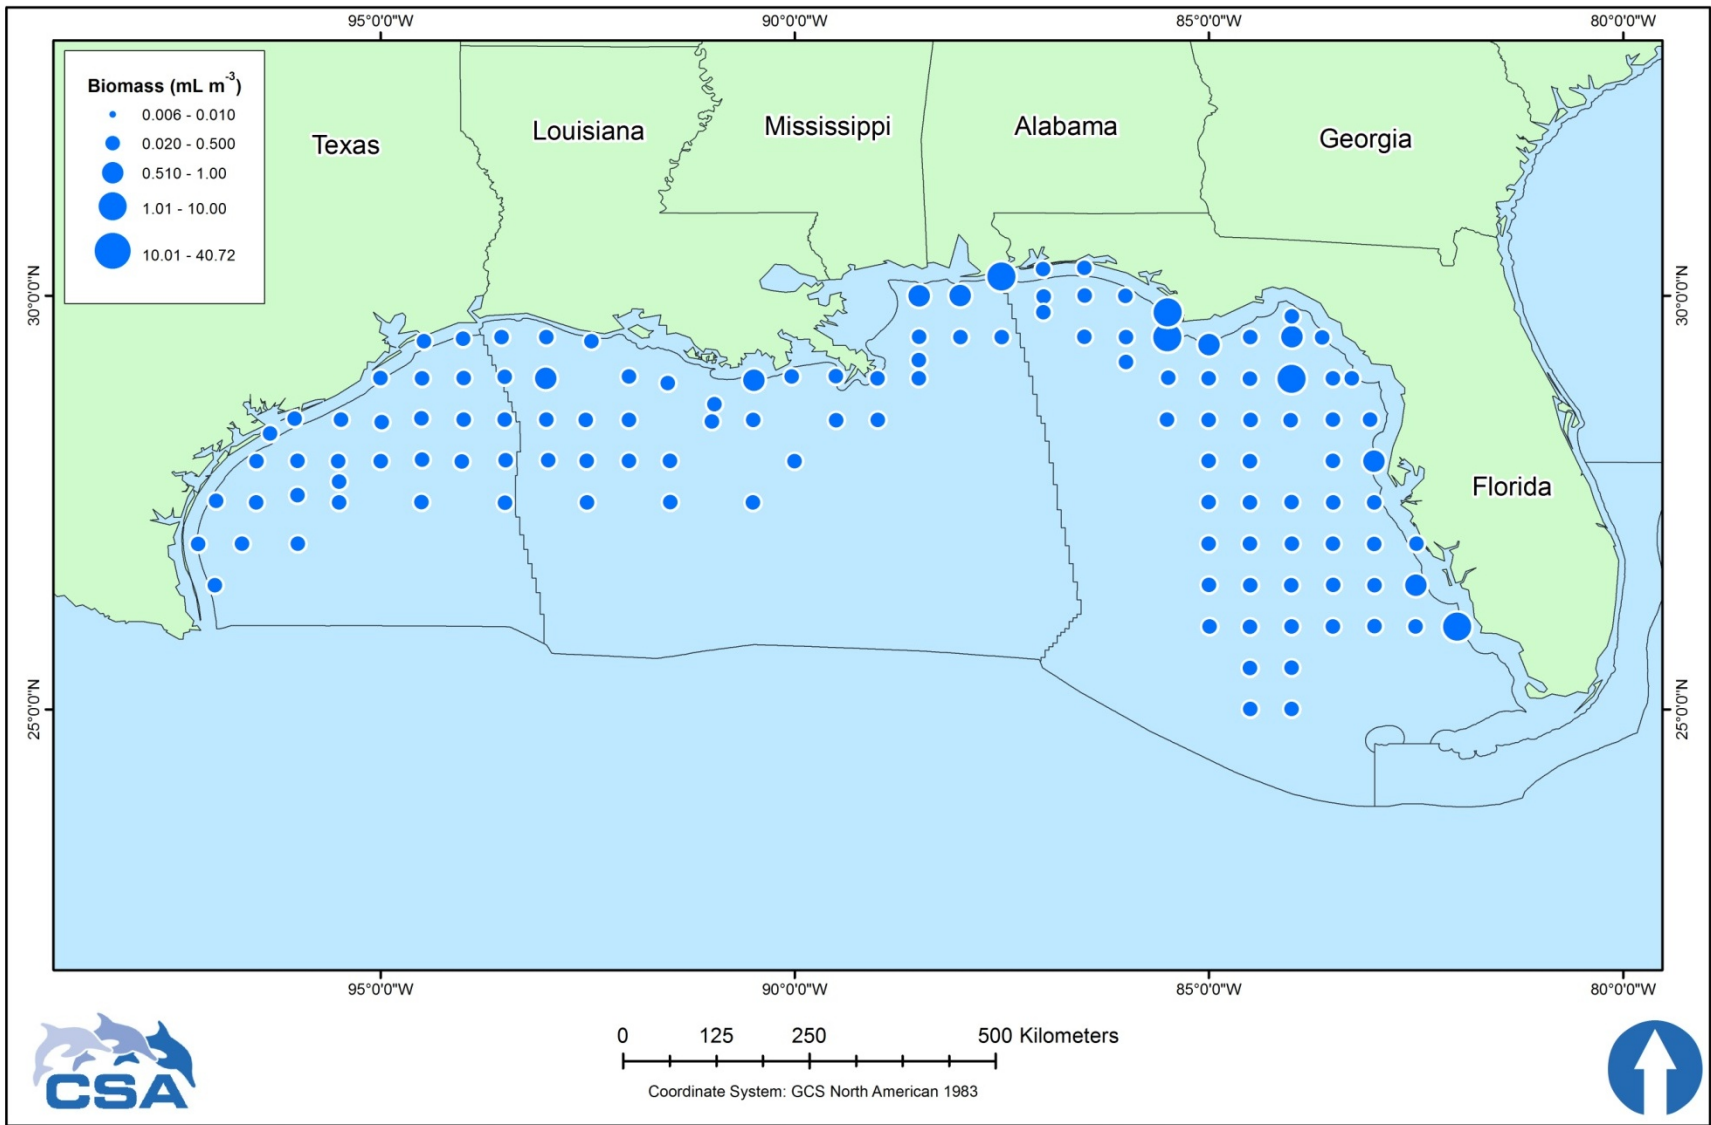 95°0'0"W 90°0'0"W 85°0'0"W 80°0'0"W
Biomass (mL m-3)
0.006 - 0.010
0.020 - 0.500
0.510 - 1.00
1.01 - 10.00
10.01 - 40.72
Texas
Louisiana
Mississippi
Alabama
Georgia
Florida
30°0'0"N
30°0'0"N
25°0'0"N
25°0'0"N
95°0'0"W 90°0'0"W 85°0'0"W 80°0'0"W
CSA
0 125 250 500 Kilometers
Coordinate System: GCS North American 1983